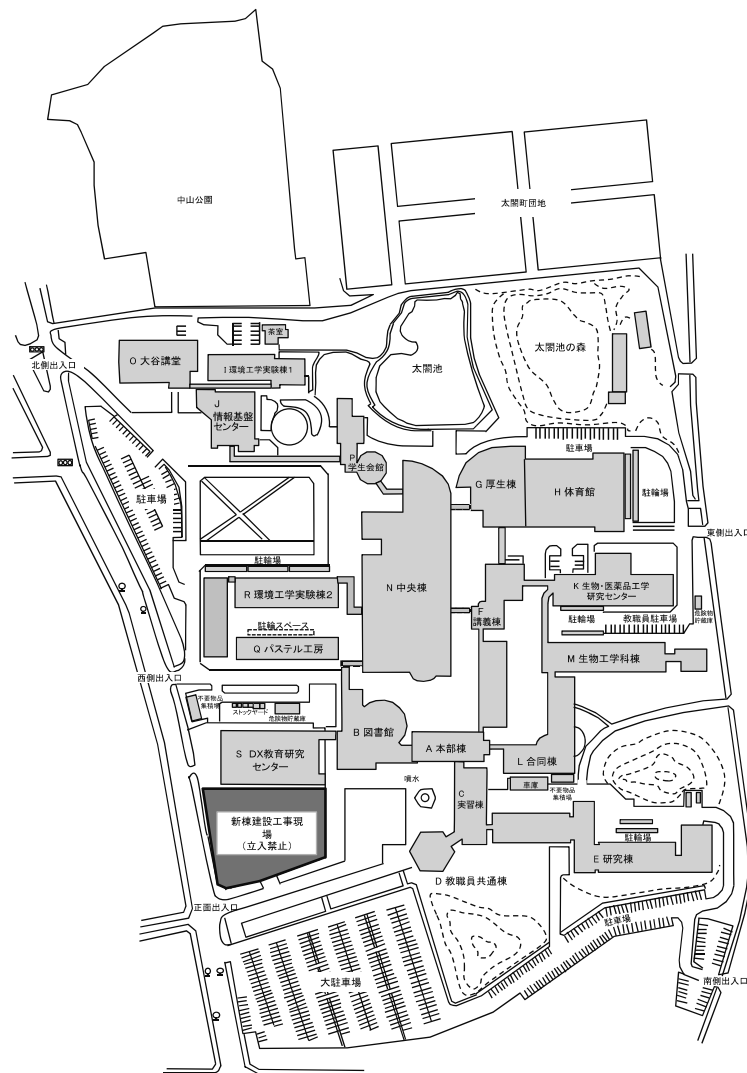 中山公園
太閤町団地
茶室
O 大谷講堂
I 環境工学実験棟1
北側出入口
太閤池
太閤池の森
J
情報基盤
センター
P
学生会館
駐車場
駐車場
G 厚生棟
H 体育館
駐輪場
東側出入口
駐輪場
N 中央棟
K 生物・医薬品工学
研究センター
R 環境工学実験棟2
F
講義棟
駐輪場
教職員駐車場
危険物
貯蔵庫
駐輪スペース
Q パステル工房
M 生物工学科棟
西側出入口
不要物品
集積場
ストックヤード
危険物貯蔵庫
B 図書館
A 本部棟
S DX教育研究
センター
L 合同棟
噴水
C
実習棟
車庫
不要物品
集積場
新棟建設工事現
場
(立入禁止)
駐輪場
E 研究棟
D 教職員共通棟
正面出入口
駐車場
大駐車場
南側出入口